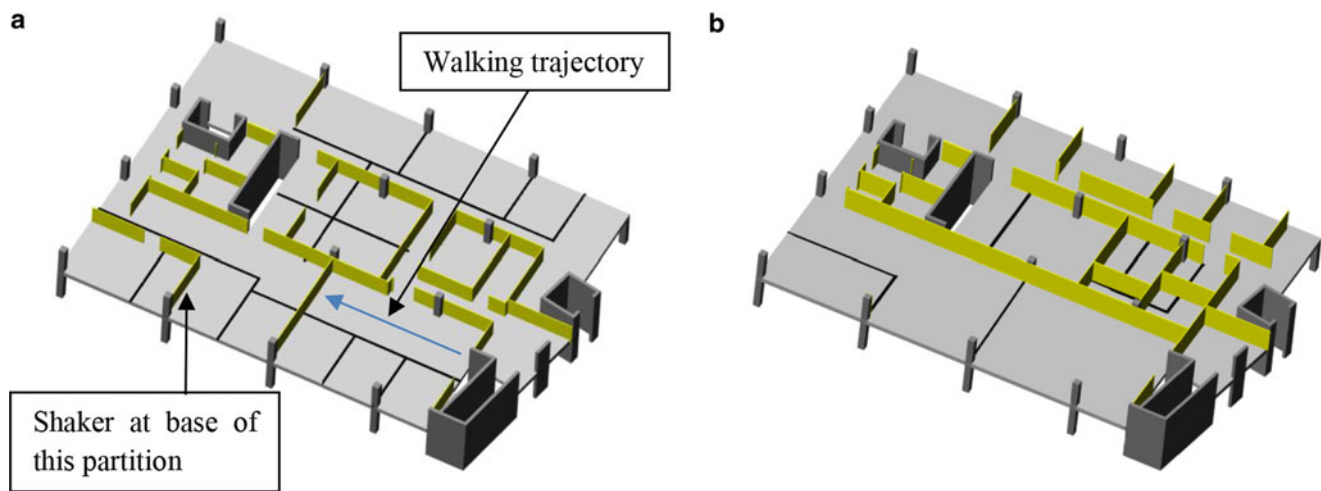 a
Walking trajectory
b
Shaker at base of
this partition